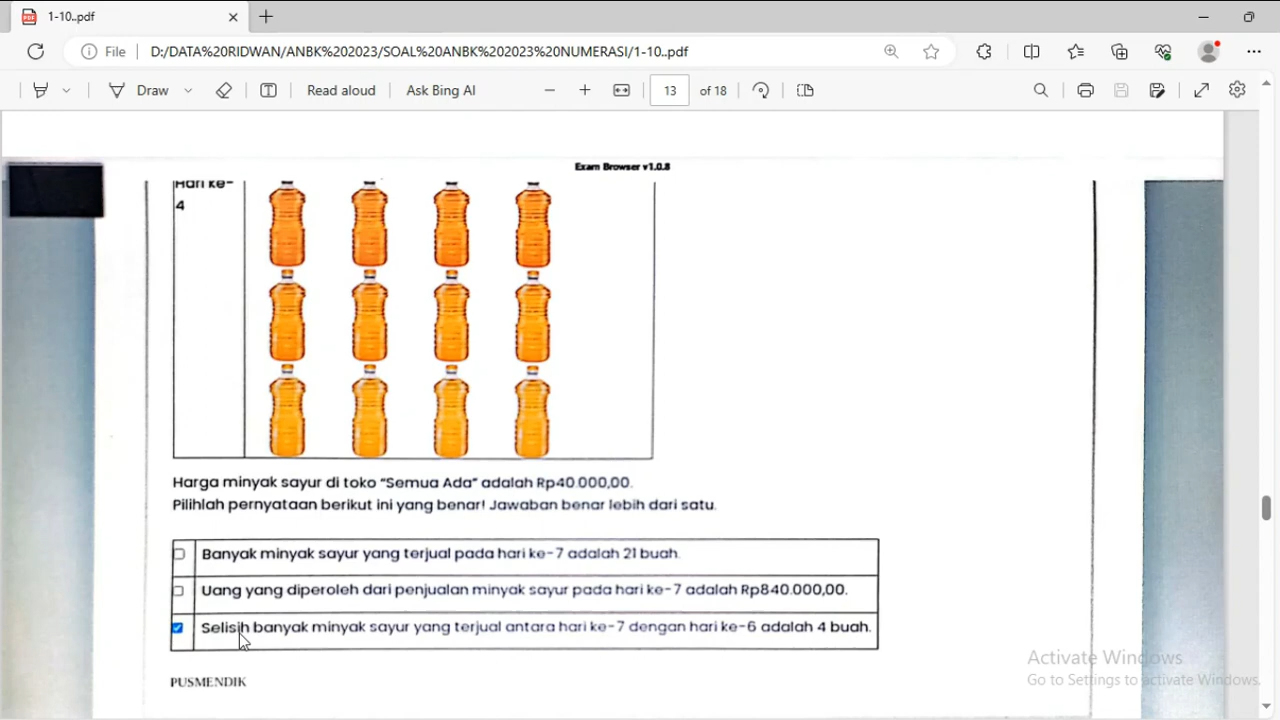 1-10..pdf
File D:/DATA%20RIDWAN/ANBK%202023/SOAL%20ANBK%202023%20NUMERASI/1-10..pdf
Draw Read aloud Ask Bing AI 13 of 18
Exam Browser v1.0.8
Hari ke-
4
Harga minyak sayur di toko “Semua Ada” adalah Rp40.000,00.
Pilihlah pernyataan berikut ini yang benar! Jawaban benar lebih dari satu.
Banyak minyak sayur yang terjual pada hari ke-7 adalah 21 buah.
Uang yang diperoleh dari penjualan minyak sayur pada hari ke-7 adalah Rp840.000,00.
Selisih banyak minyak sayur yang terjual antara hari ke-7 dengan hari ke-6 adalah 4 buah.
PUSMENDIK
Activate Windows
Go to Settings to activate Windows.